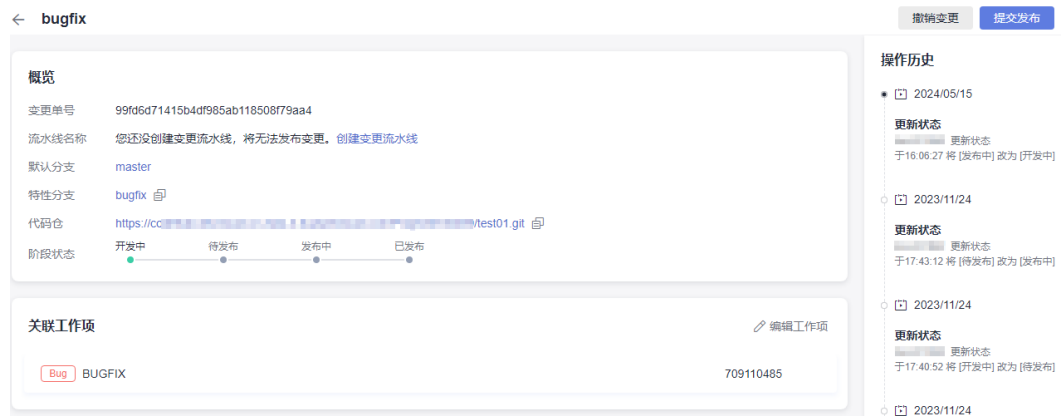 bugfix
撤销变更
提交发布
概览
变更单号 99fd6d71415b4df985ab118508f79aa4
流水线名称 您还没创建变更流水线，将无法发布变更。创建变更流水线
默认分支 master
特性分支 bugfix
代码仓 https://cc /test01.git
阶段状态 开发中 待发布 发布中 已发布
关联工作项 编辑工作项
Bug BUGFIX 709110485
操作历史
2024/05/15
更新状态
更新状态
于16:06:27 将 [发布中] 改为 [开发中]
2023/11/24
更新状态
更新状态
于17:43:12 将 [待发布] 改为 [发布中]
2023/11/24
更新状态
更新状态
于17:40:52 将 [开发中] 改为 [待发布]
2023/11/24